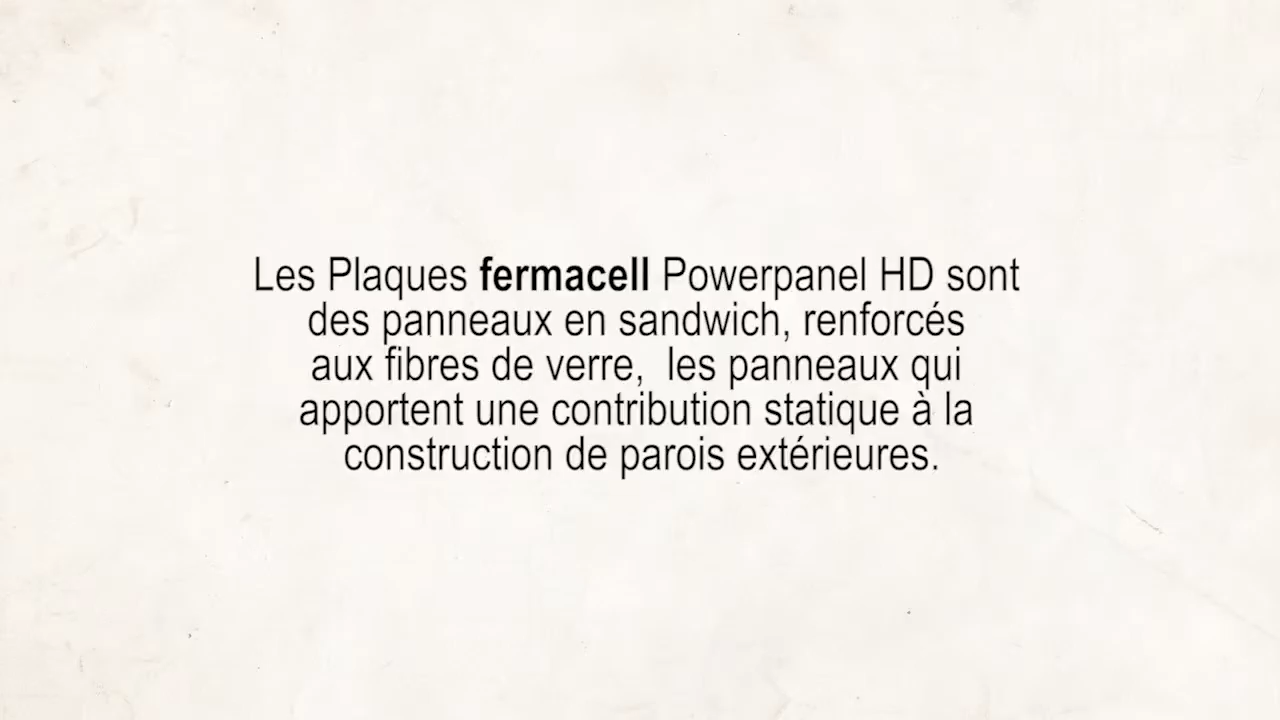 Les Plaques fermacell Powerpanel HD sont
des panneaux en sandwich, renforcés
aux fibres de verre,  les panneaux qui
apportent une contribution statique à la
construction de parois extérieures.